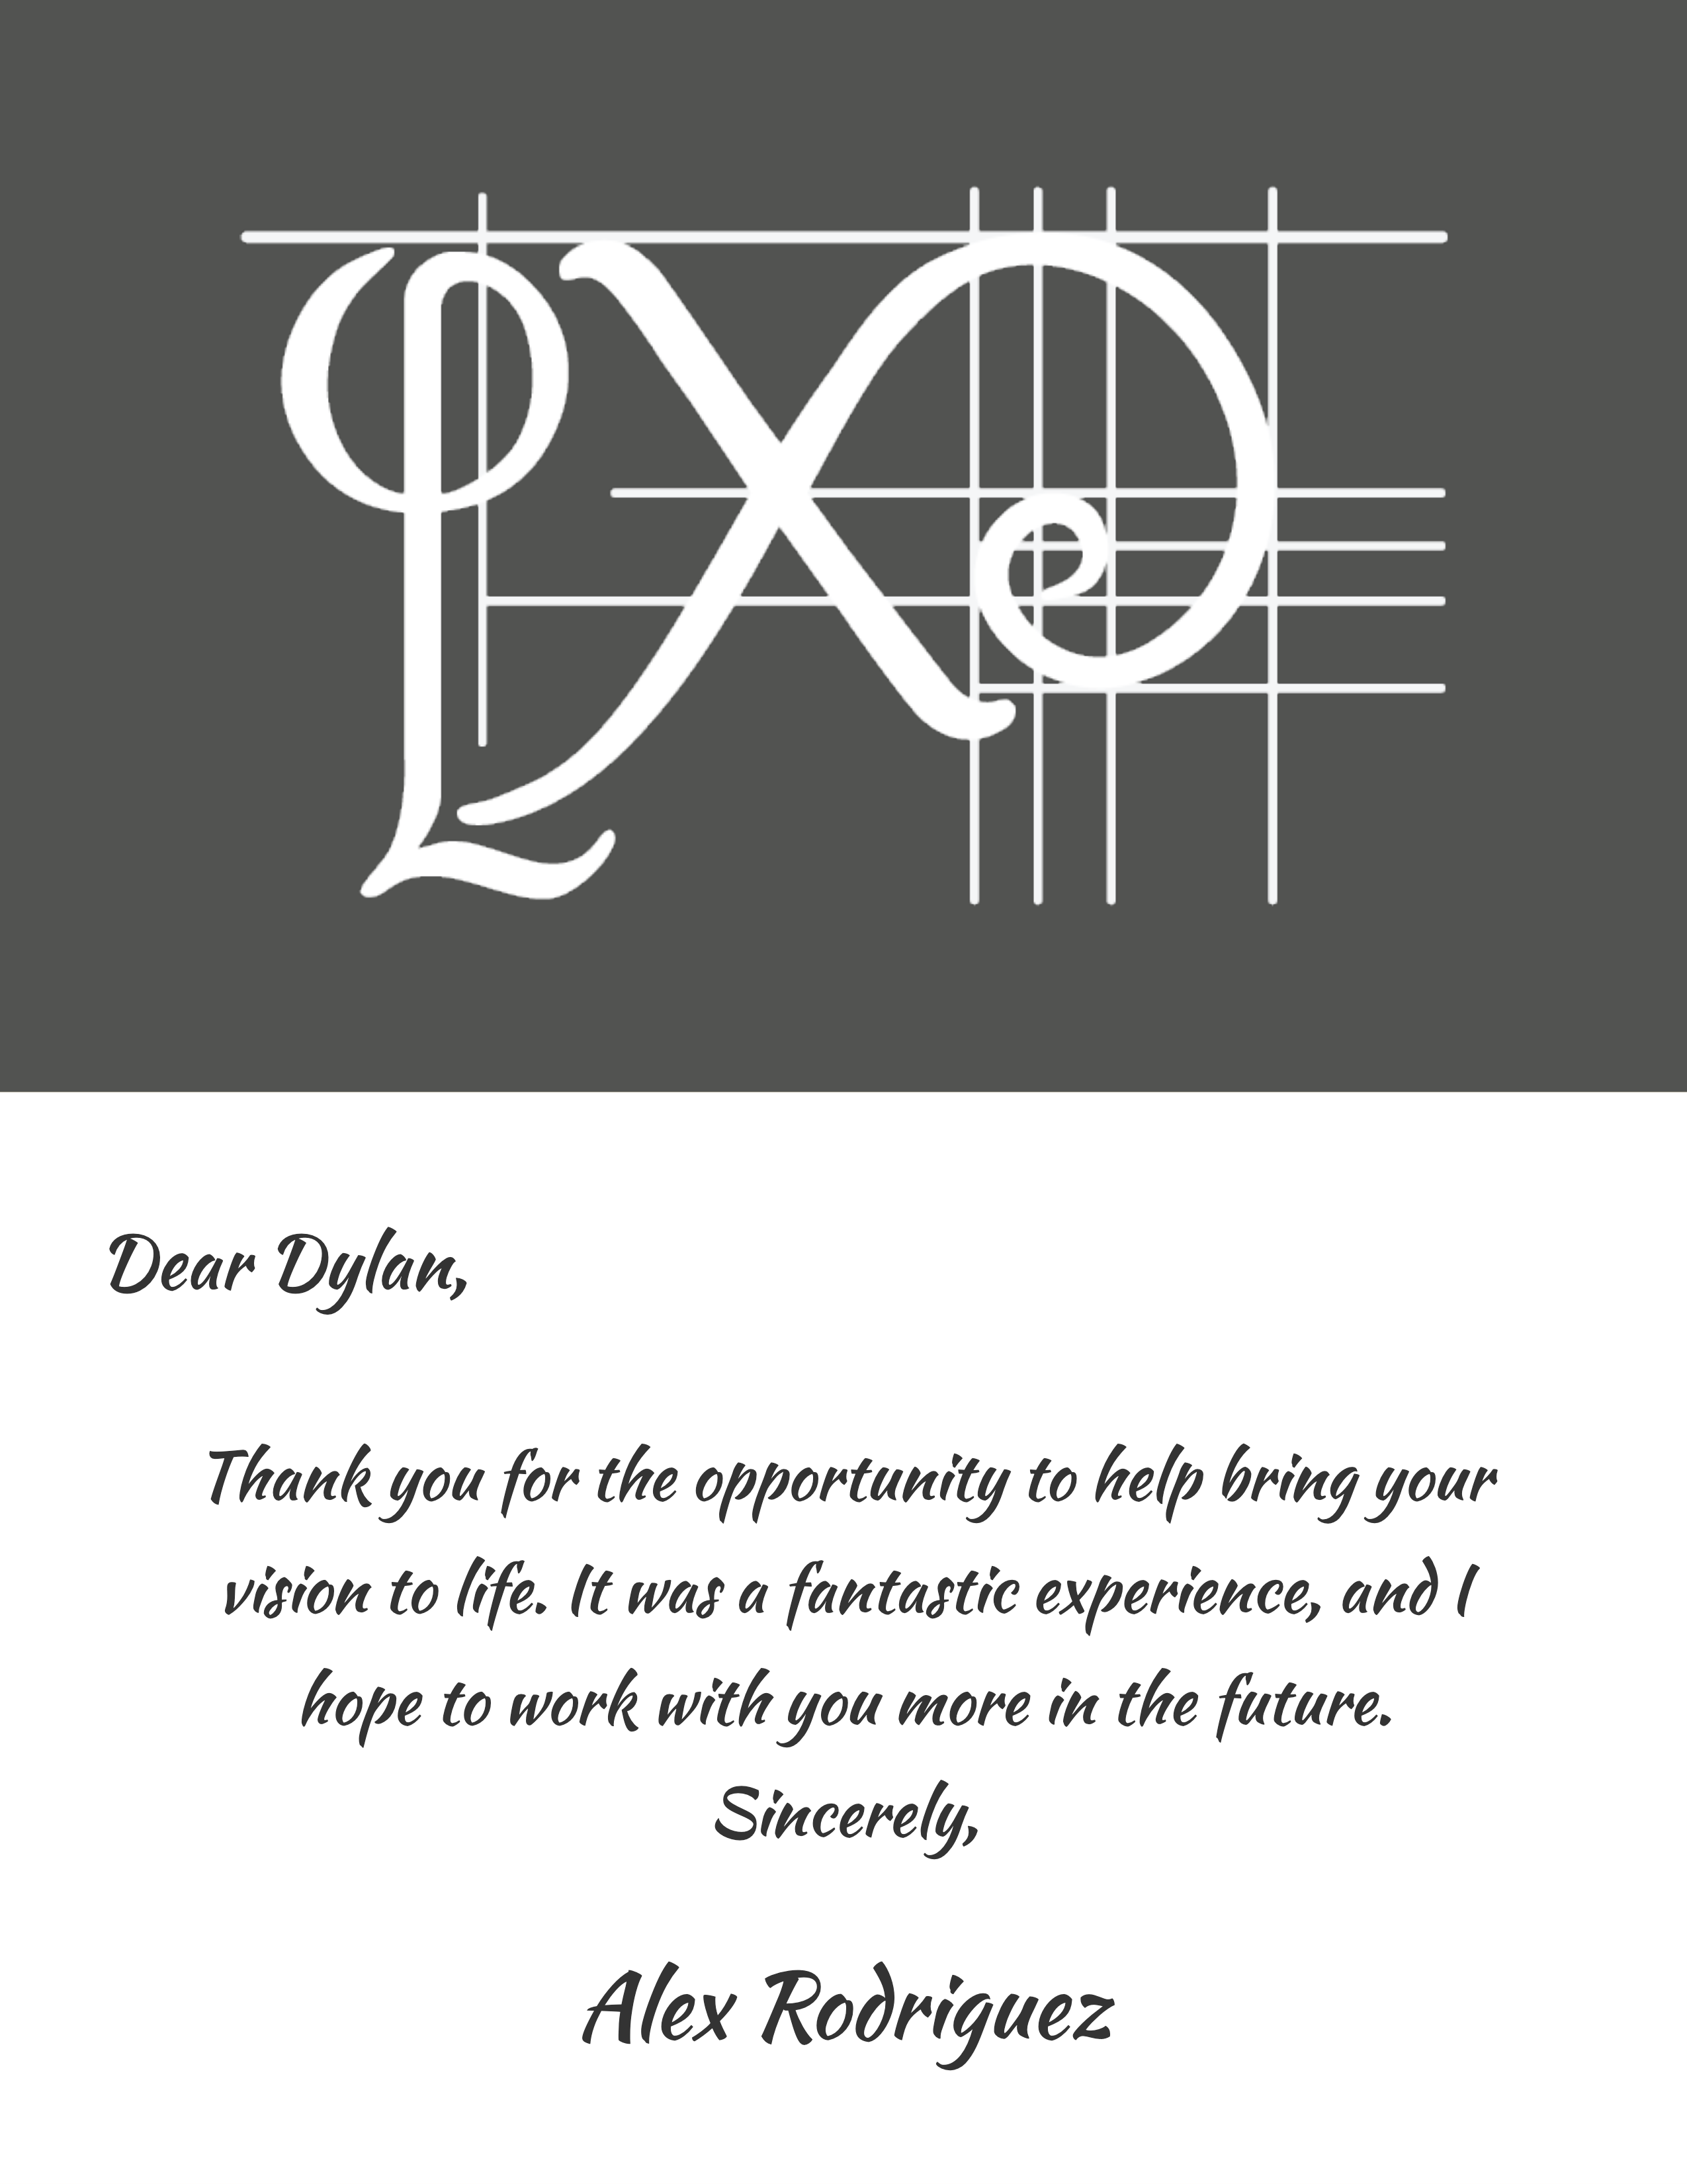 Dear Dylan,
Thank you for the opportunity to help bring your
vision to life. It was a fantastic experience, and I
hope to work with you more in the future.
Sincerely,
Alex Rodriguez